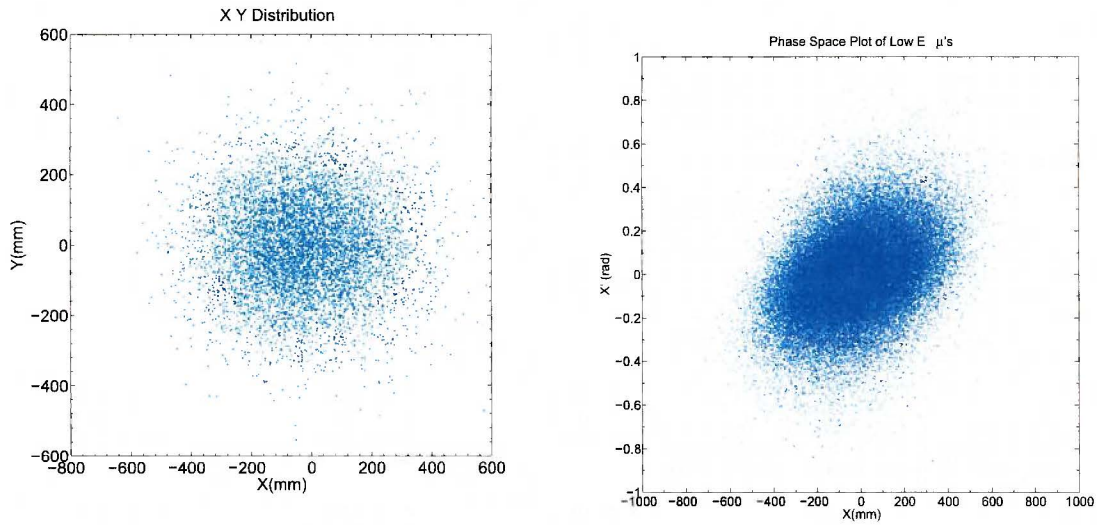 X Y Distribution
600
400
200
0
−200
−400
−600
Y(mm)
−800 −600 −400 −200 0 200 400 600
X(mm)
Phase Space Plot of Low E μ's
1
0.8
0.6
0.4
0.2
0
−0.2
−0.4
−0.6
−0.8
−1
X' (rad)
−1000 −800 −600 −400 −200 0 200 400 600 800 1000
X(mm)